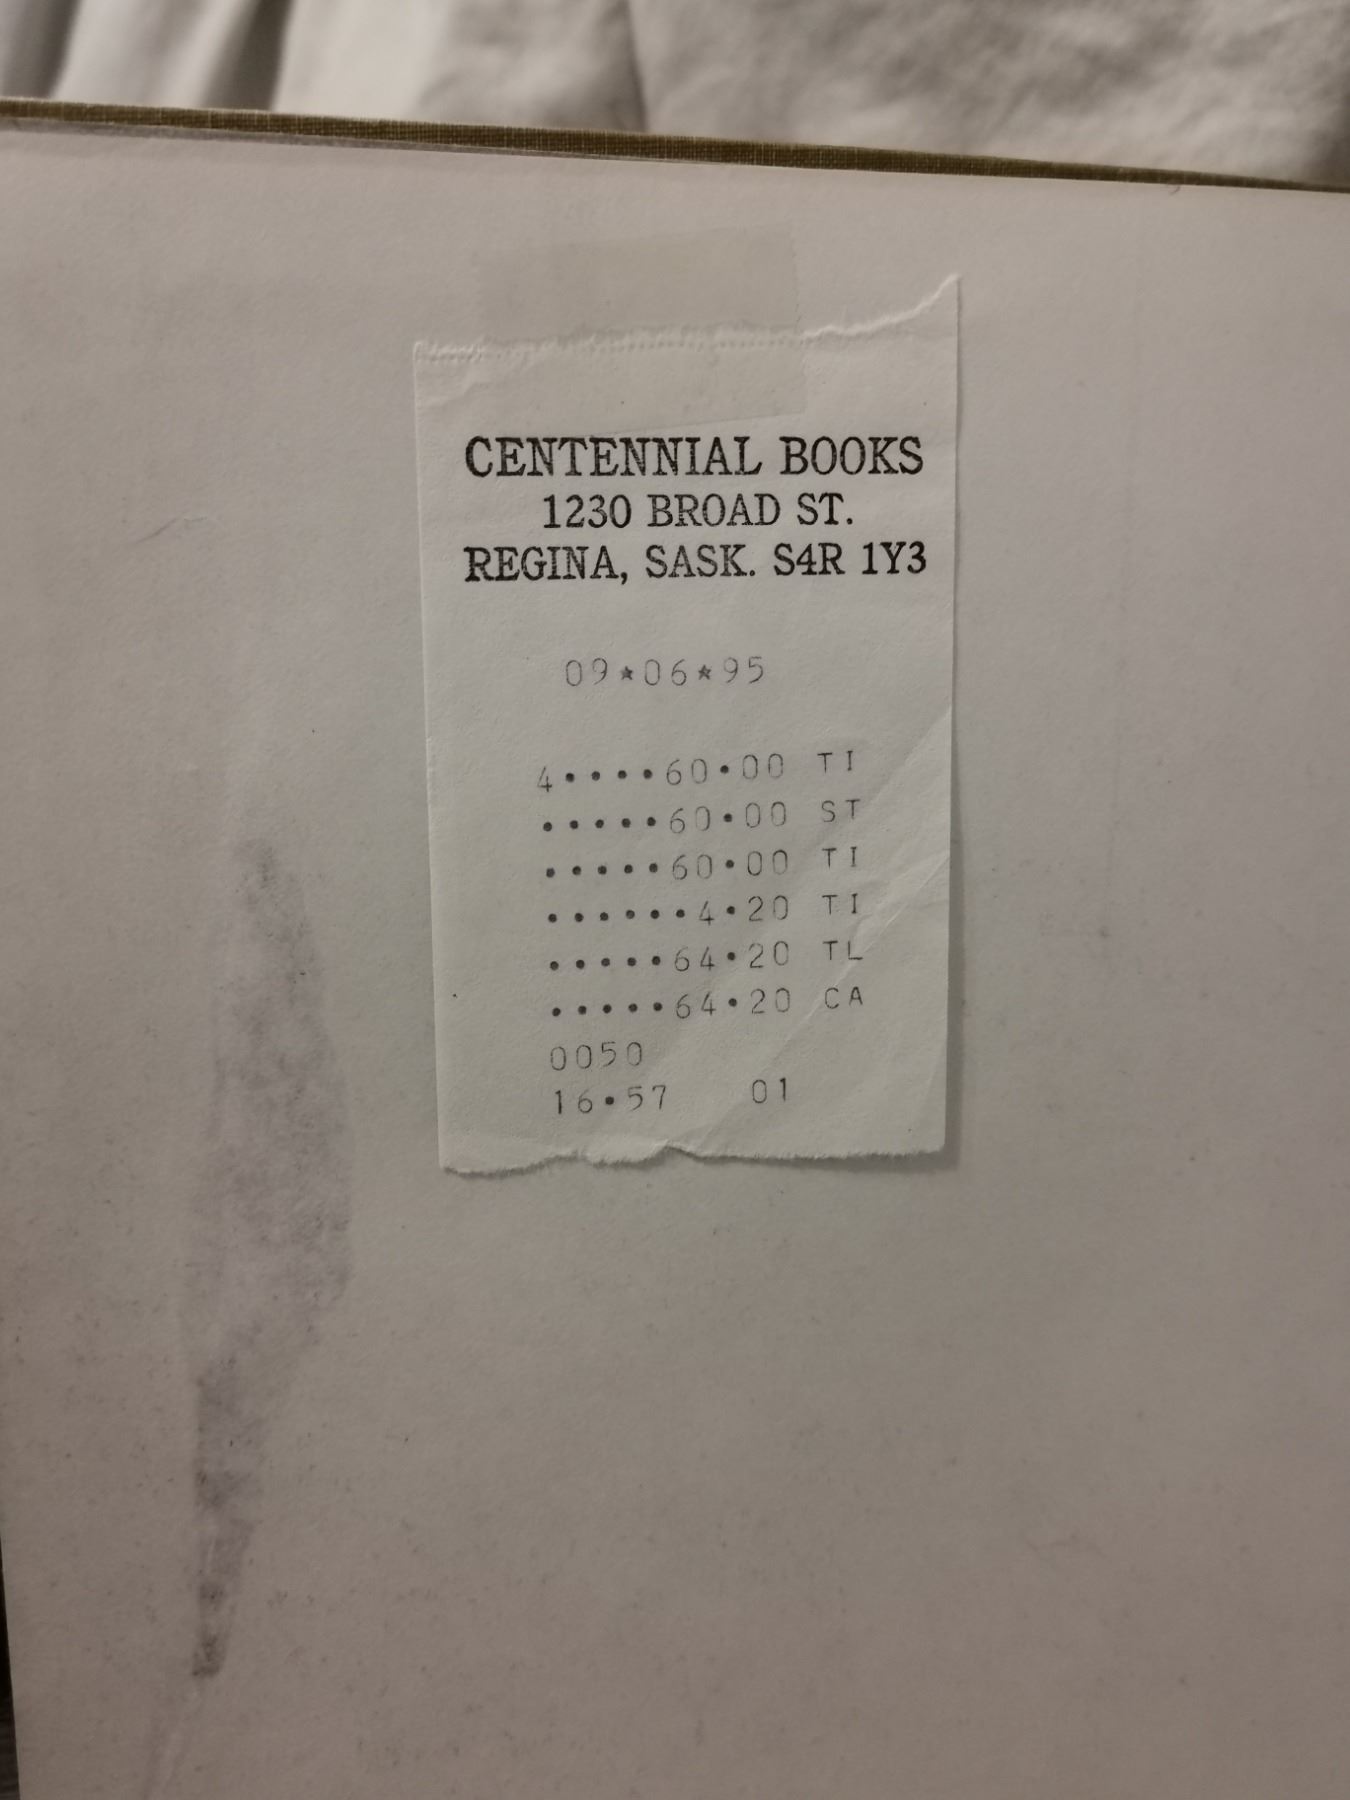 CENTENNIAL BOOKS
1230 BROAD ST.
REGINA, SASK. S4R 1Y3
09*06*95
4••••60•00 TI
•••••60•00 ST
•••••60•00 TI
••••••4•20 TI
•••••64•20 TL
•••••64•20 CA
0050
16•57 01